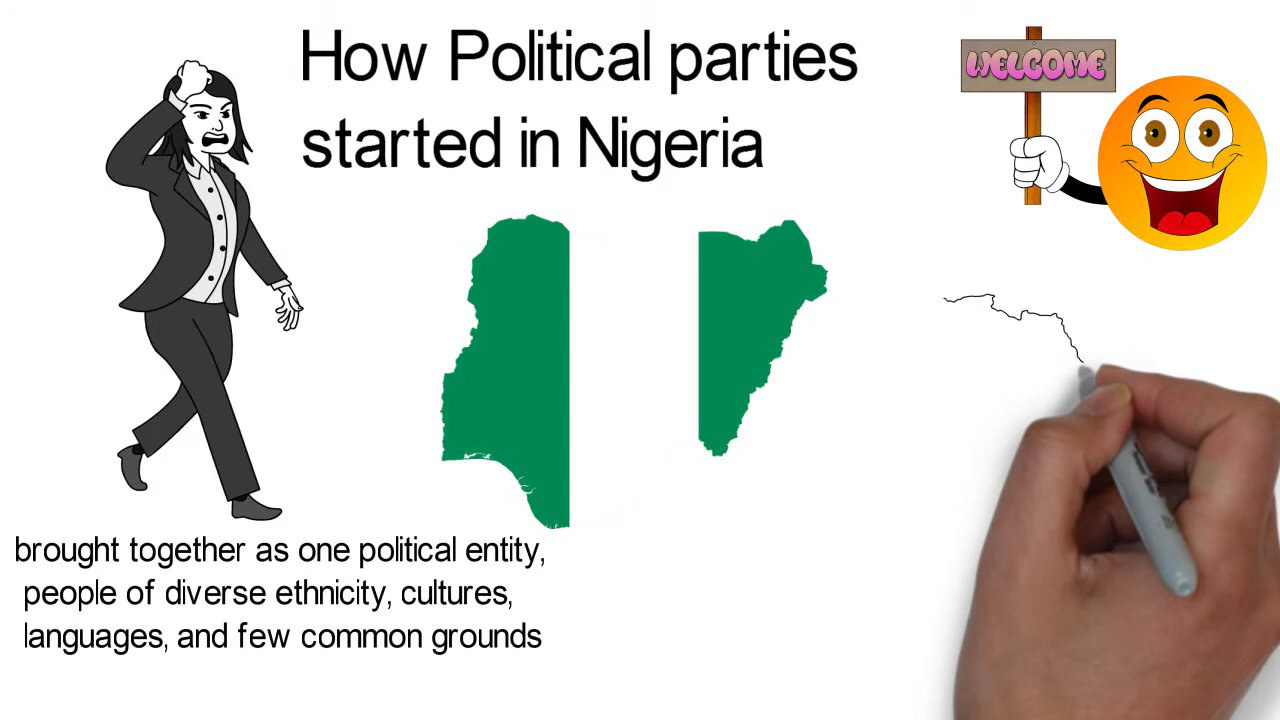 How Political parties
started in Nigeria
WELCOME
brought together as one political entity,
people of diverse ethnicity, cultures,
languages, and few common grounds